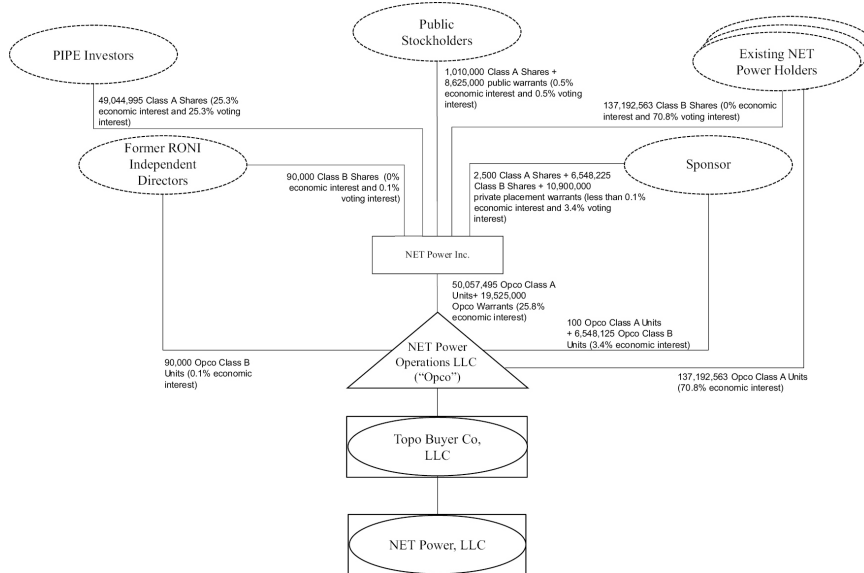 Public
Stockholders
PIPE Investors
Existing NET
Power Holders
1,010,000 Class A Shares +
8,625,000 public warrants (0.5%
economic interest and 0.5% voting
interest)
49,044,995 Class A Shares (25.3%
economic interest and 25.3% voting
interest)
137,192,563 Class B Shares (0% economic
interest and 70.8% voting interest)
Former RONI
Independent
Directors
90,000 Class B Shares (0%
economic interest and 0.1%
voting interest)
2,500 Class A Shares + 6,548,225
Class B Shares + 10,900,000
private placement warrants (less than 0.1%
economic interest and 3.4% voting
interest)
Sponsor
NET Power Inc.
50,057,495 Opco Class A
Units+ 19,525,000
Opco Warrants (25.8%
economic interest)
NET Power
Operations LLC
(“Opco”)
100 Opco Class A Units
+ 6,548,125 Opco Class B
Units (3.4% economic interest)
90,000 Opco Class B
Units (0.1% economic
interest)
137,192,563 Opco Class A Units
(70.8% economic interest)
Topo Buyer Co,
LLC
NET Power, LLC